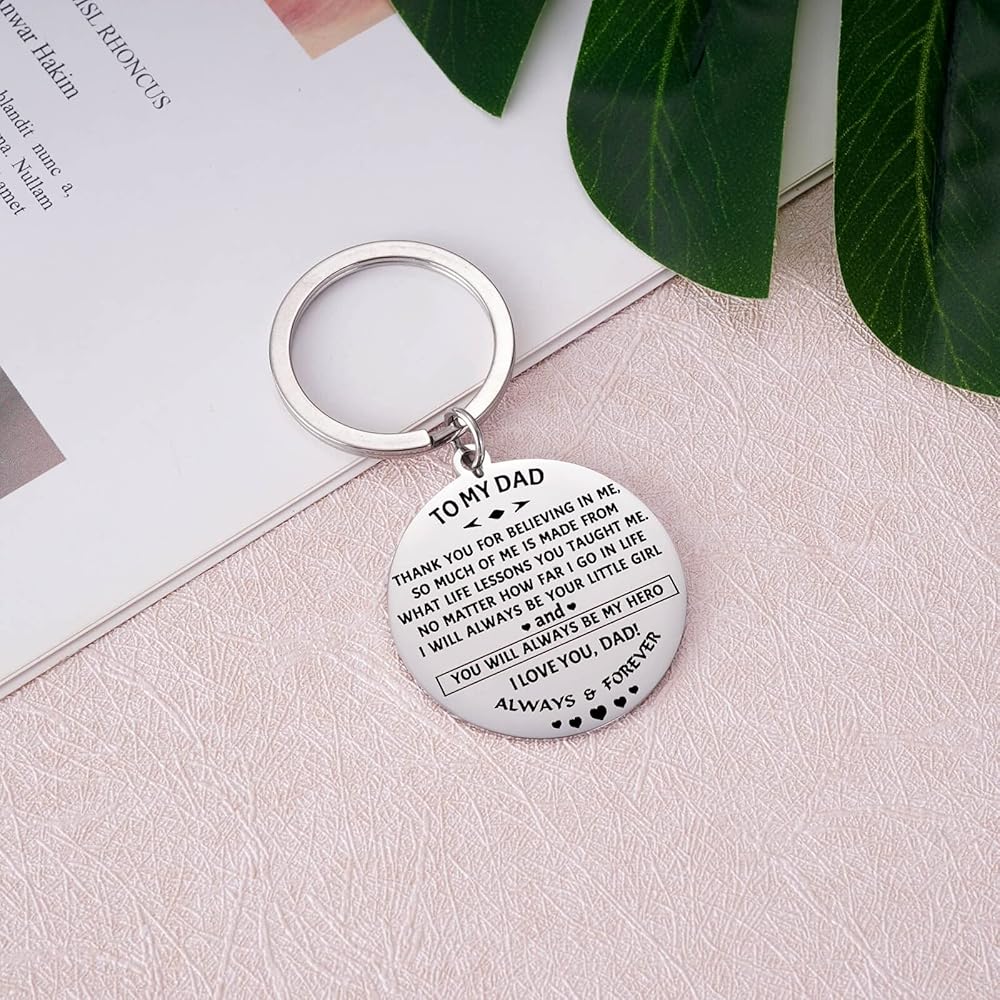 ISL RHONCUS
nwar Hakim
blandit nunc a,
na. Nullam
amet
TO MY DAD
THANK YOU FOR BELIEVING IN ME,
SO MUCH OF ME IS MADE FROM
WHAT LIFE LESSONS YOU TAUGHT ME.
NO MATTER HOW FAR I GO IN LIFE
I WILL ALWAYS BE YOUR LITTLE GIRL
and
YOU WILL ALWAYS BE MY HERO
I LOVE YOU, DAD!
ALWAYS & FOREVER